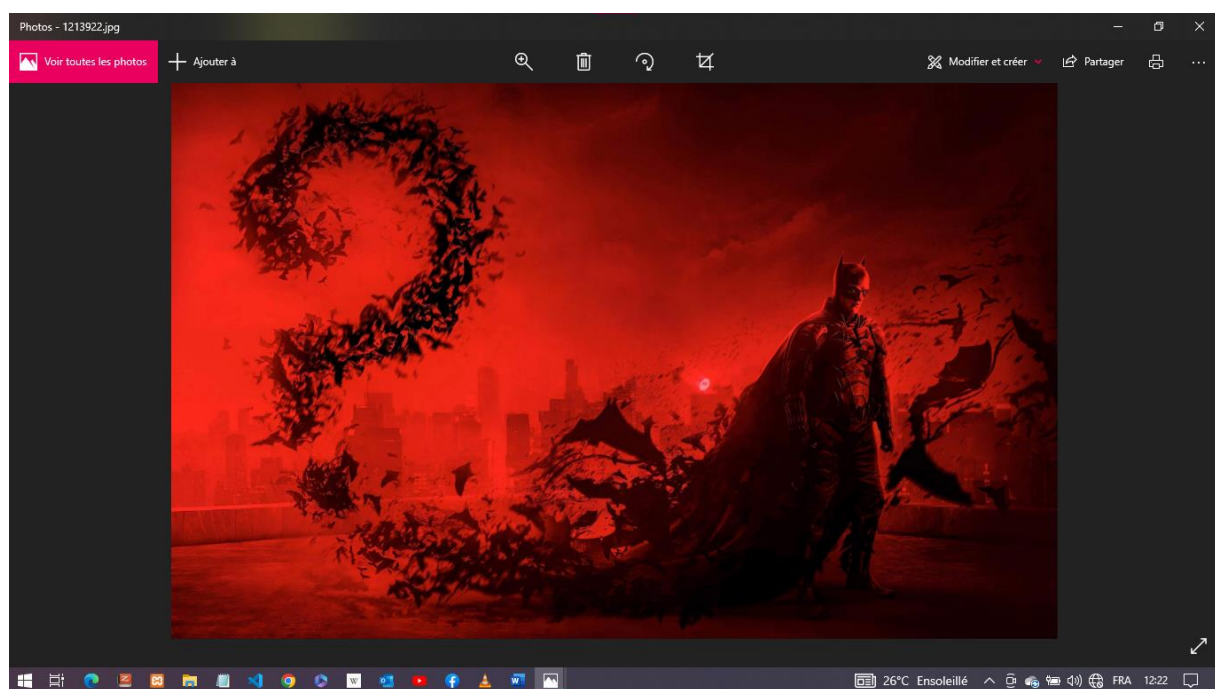 Photos - 1213922.jpg
Voir toutes les photos
Ajouter à
Modifier et créer
Partager
26°C Ensoleillé
FRA
12:22